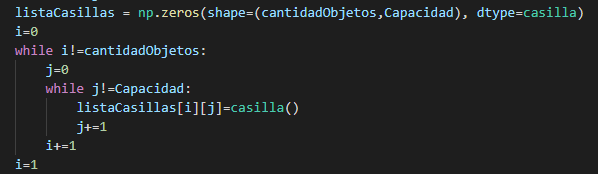 listaCasillas = np.zeros(shape=(cantidadObjetos,Capacidad), dtype=casilla)
i=0
while i!=cantidadObjetos:
    j=0
    while j!=Capacidad:
        listaCasillas[i][j]=casilla()
        j+=1
    i+=1
i=1